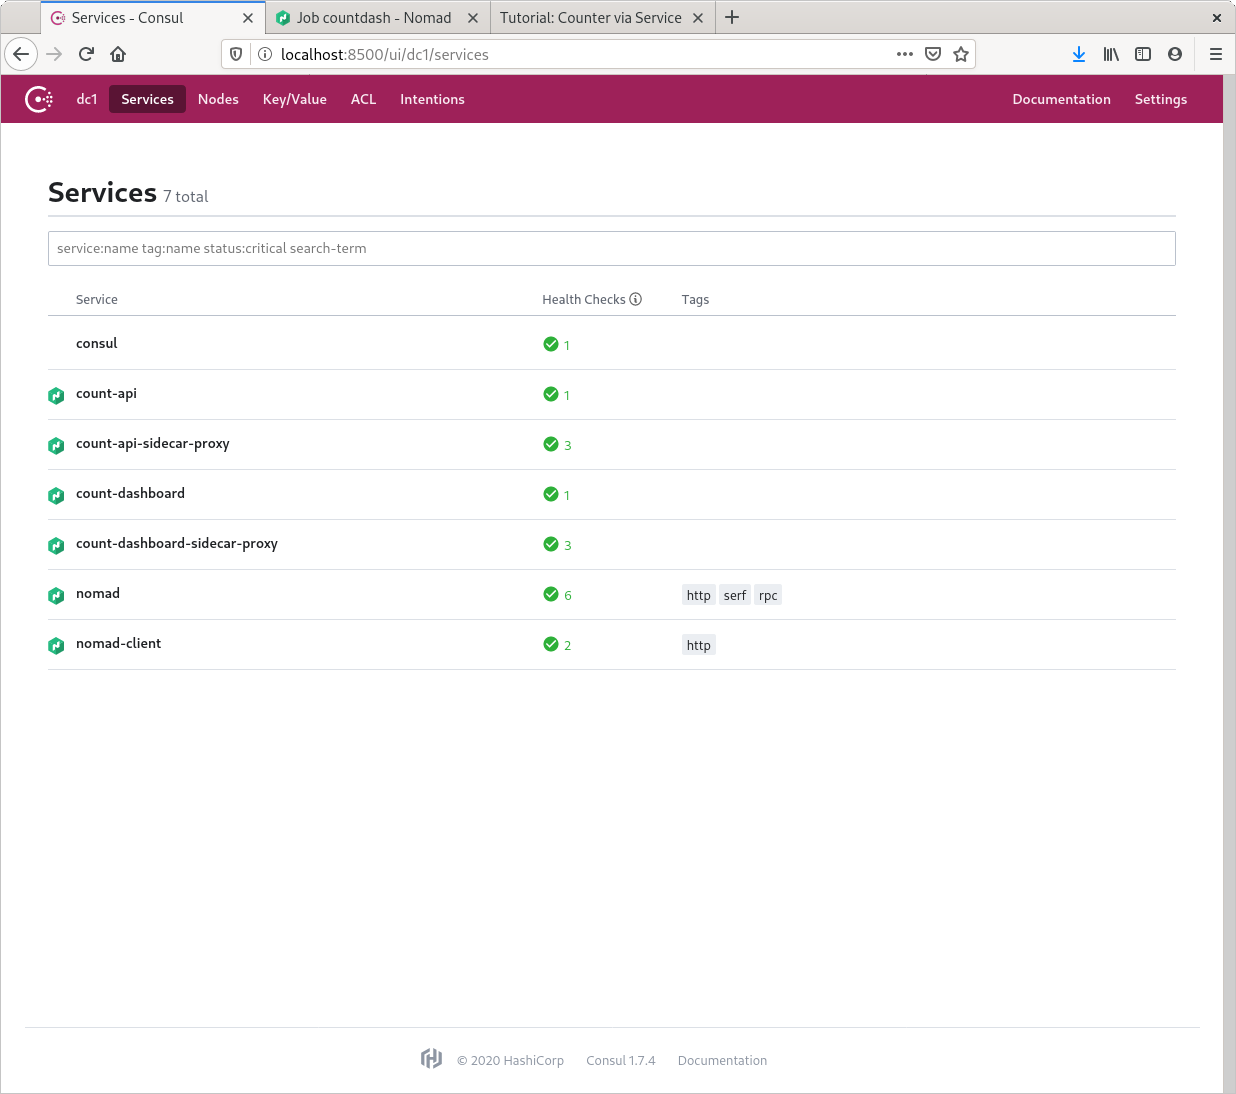 Services - Consul
Job countdash - Nomad
Tutorial: Counter via Service
localhost:8500/ui/dc1/services
dc1 Services Nodes Key/Value ACL Intentions Documentation Settings
Services 7 total
service:name tag:name status:critical search-term
Service Health Checks Tags
consul 1
count-api 1
count-api-sidecar-proxy 3
count-dashboard 1
count-dashboard-sidecar-proxy 3
nomad 6 http serf rpc
nomad-client 2 http
© 2020 HashiCorp Consul 1.7.4 Documentation